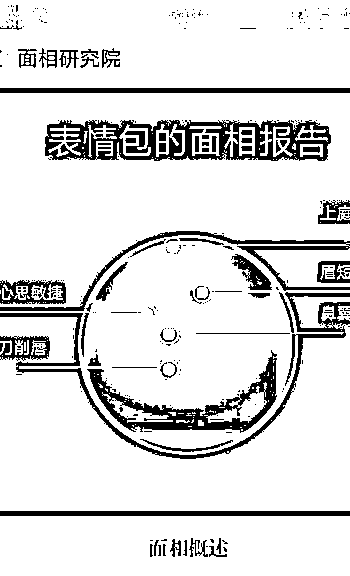 面相研究院
表情包的面相报告
上庭
眉短
心思敏捷
鼻翼
刀削唇
面相概述